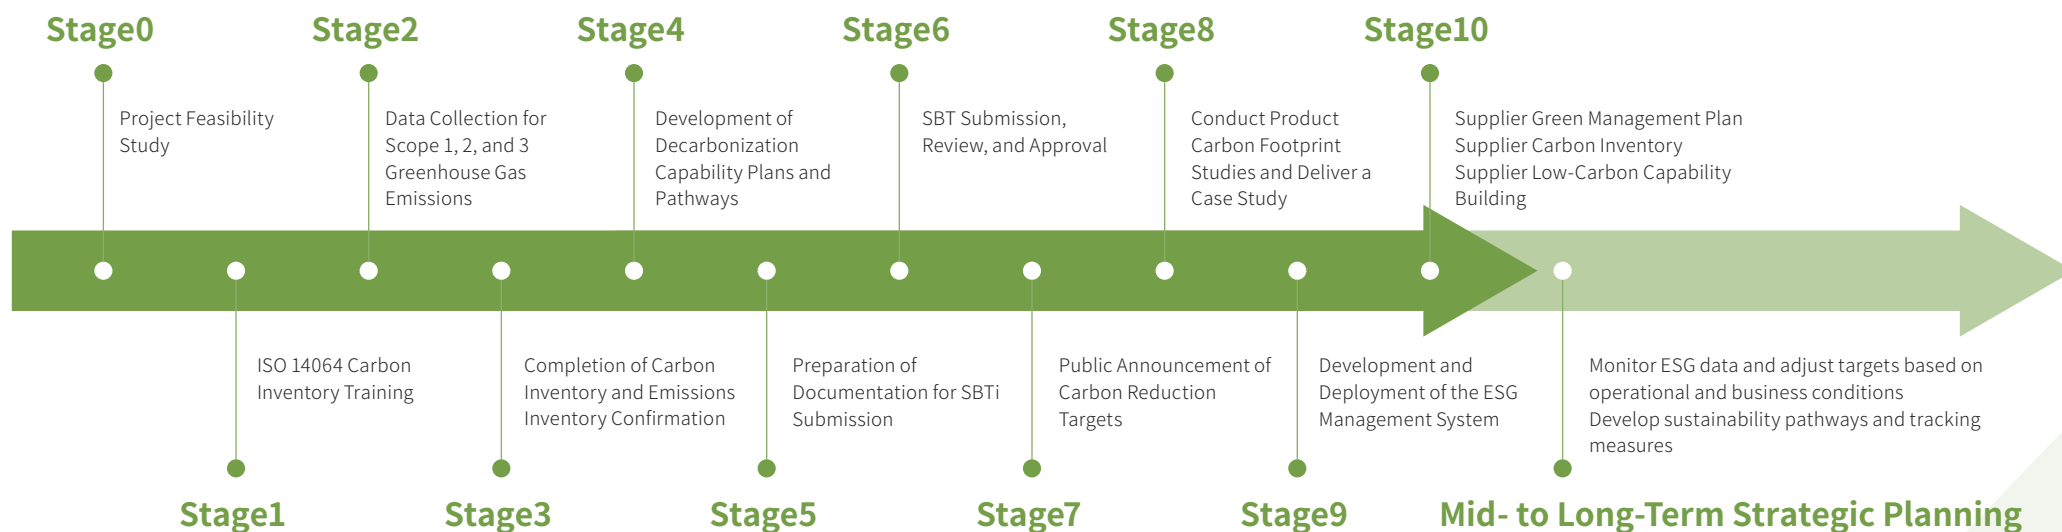 Stage0
Project Feasibility
Study
Stage2
Data Collection for
Scope 1, 2, and 3
Greenhouse Gas
Emissions
Stage4
Development of
Decarbonization
Capability Plans and
Pathways
Stage6
SBT Submission,
Review, and Approval
Stage8
Conduct Product
Carbon Footprint
Studies and Deliver a
Case Study
Stage10
Supplier Green Management Plan
Supplier Carbon Inventory
Supplier Low-Carbon Capability
Building
ISO 14064 Carbon
Inventory Training
Stage1
Completion of Carbon
Inventory and Emissions
Inventory Confirmation
Stage3
Preparation of
Documentation for SBTi
Submission
Stage5
Public Announcement of
Carbon Reduction
Targets
Stage7
Development and
Deployment of the ESG
Management System
Stage9
Monitor ESG data and adjust targets based on
operational and business conditions
Develop sustainability pathways and tracking
measures
Mid- to Long-Term Strategic Planning